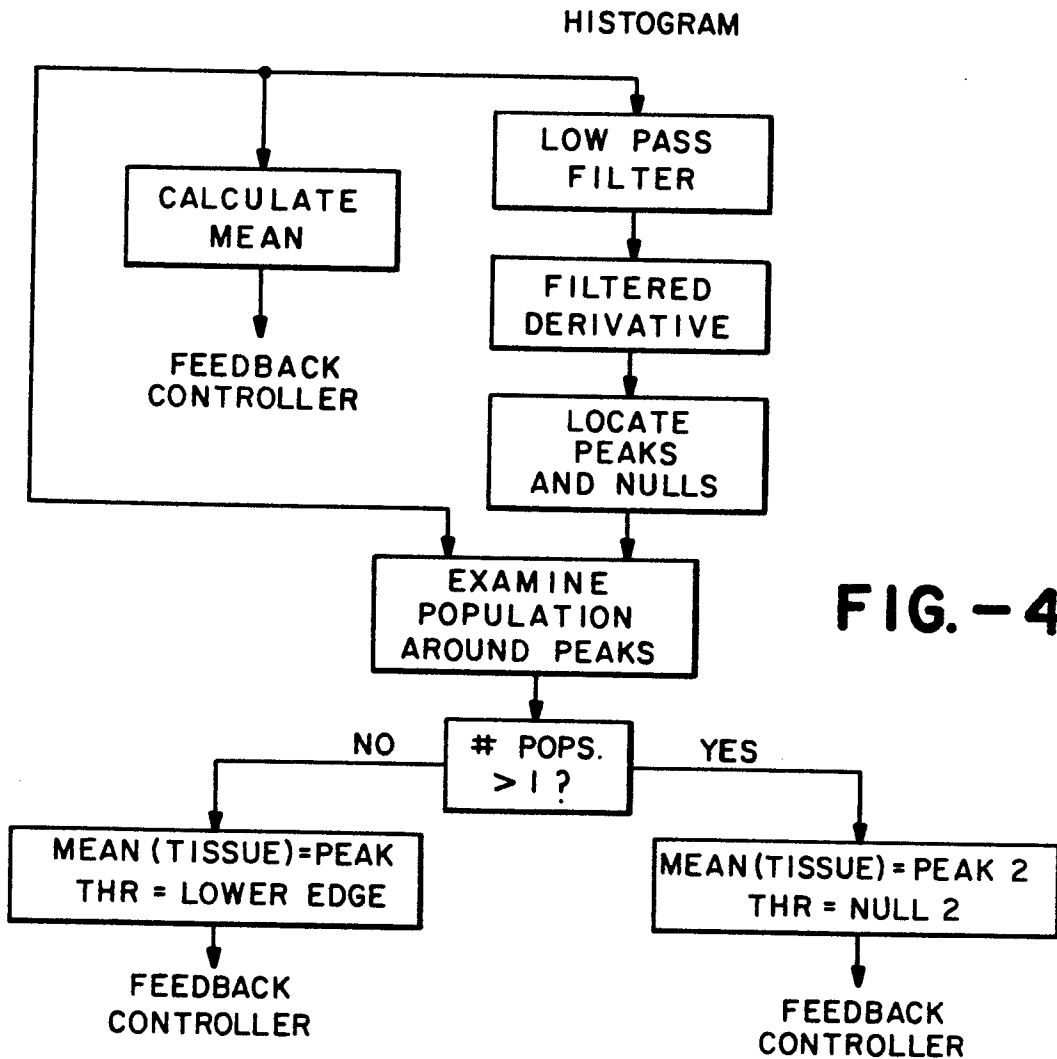 HISTOGRAM
LOW PASS
FILTER
CALCULATE
MEAN
FILTERED
DERIVATIVE
FEEDBACK
CONTROLLER
LOCATE
PEAKS
AND NULLS
EXAMINE
POPULATION
AROUND PEAKS
FIG.-4
NO
# POPS.
>1?
YES
MEAN (TISSUE)=PEAK
THR = LOWER EDGE
MEAN (TISSUE)= PEAK 2
THR = NULL 2
FEEDBACK
CONTROLLER
FEEDBACK
CONTROLLER